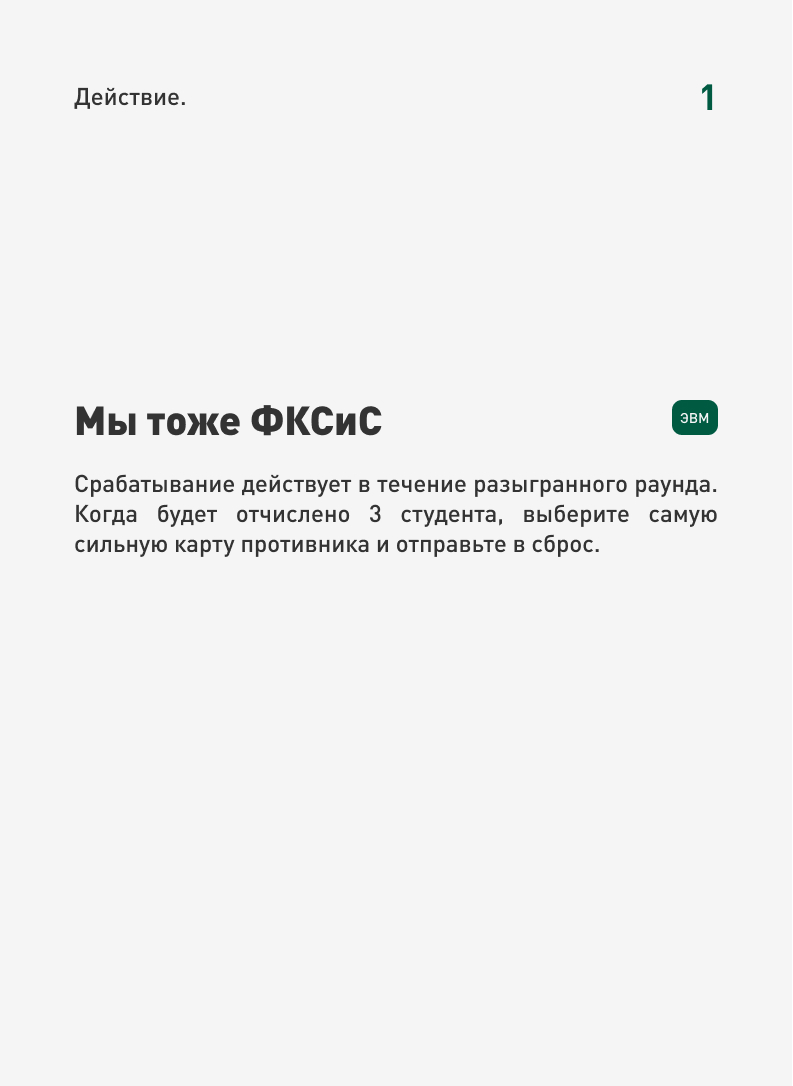 Действие.
1
Мы тоже ФКСиС
ЭВМ
Срабатывание действует в течение разыгранного раунда.
Когда будет отчислено 3 студента, выберите самую
сильную карту противника и отправьте в сброс.